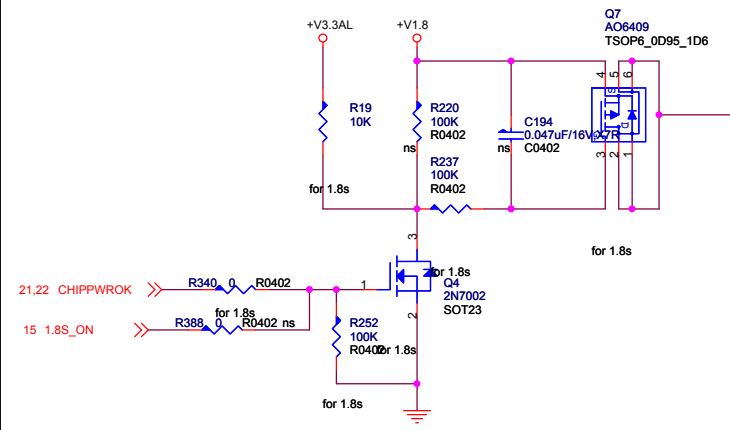 Q7
AO6409
TSOP6_0D95_1D6
+V3.3AL
+V1.8
4
5
6
S
R19
10K
R220
100K
R0402
ns
C194
0.047uF/16V,X7R
C0402
ns
D
G
3
2
1
R237
100K
R0402
for 1.8s
3
for 1.8s
for 1.8s
Q4
2N7002
SOT23
1
2
21,22 CHIPPWROK
R340 0 R0402
for 1.8s
15 1.8S_ON
R388 0 R0402 ns
R252
100K
R0402
for 1.8s
for 1.8s